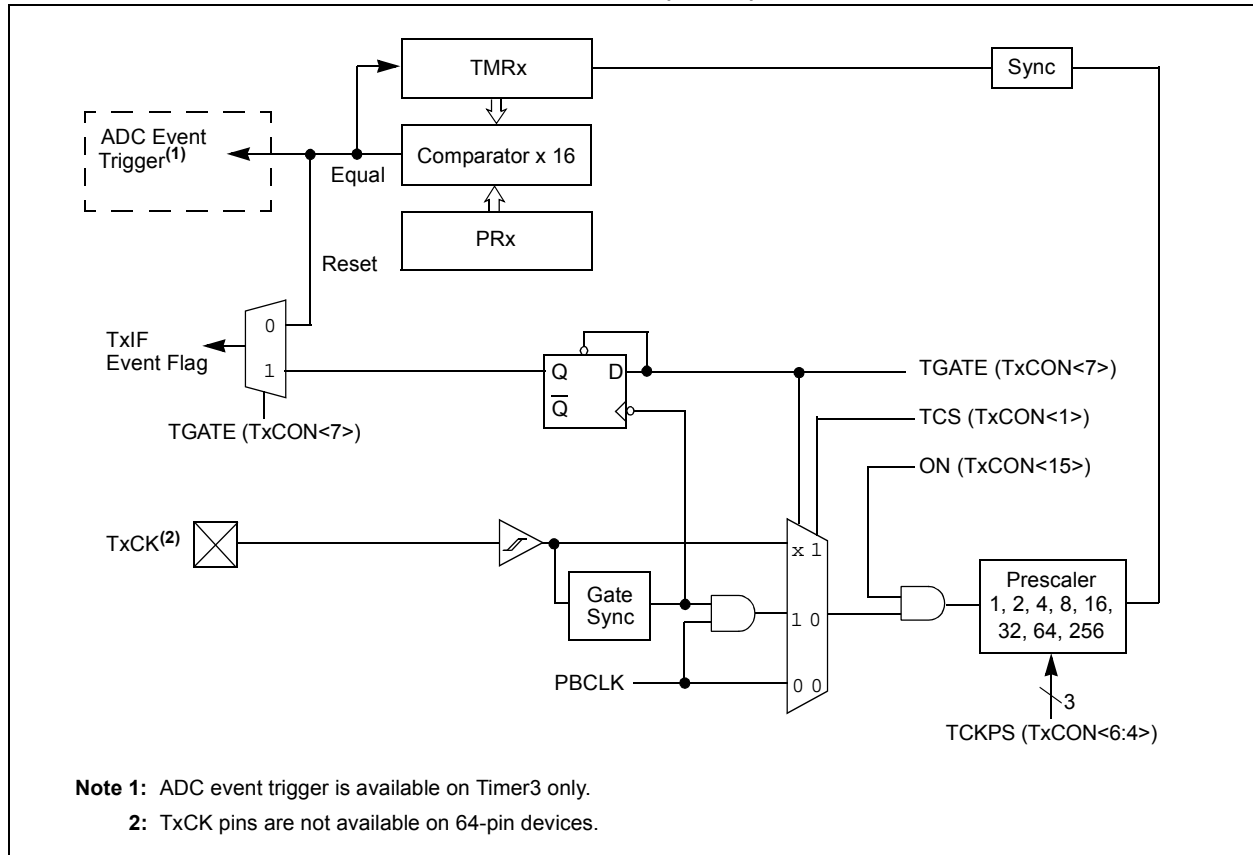 TMRx
Sync
ADC Event
Trigger(1)
Comparator x 16
Equal
PRx
Reset
0
TxIF
Event Flag
1
Q D
Q
TGATE (TxCON<7>)
TCS (TxCON<1>)
TGATE (TxCON<7>)
ON (TxCON<15>)
TxCK(2)
x 1
Prescaler
1, 2, 4, 8, 16,
32, 64, 256
Gate
Sync
1 0
PBCLK
0 0
3
TCKPS (TxCON<6:4>)
Note 1: ADC event trigger is available on Timer3 only.
2: TxCK pins are not available on 64-pin devices.